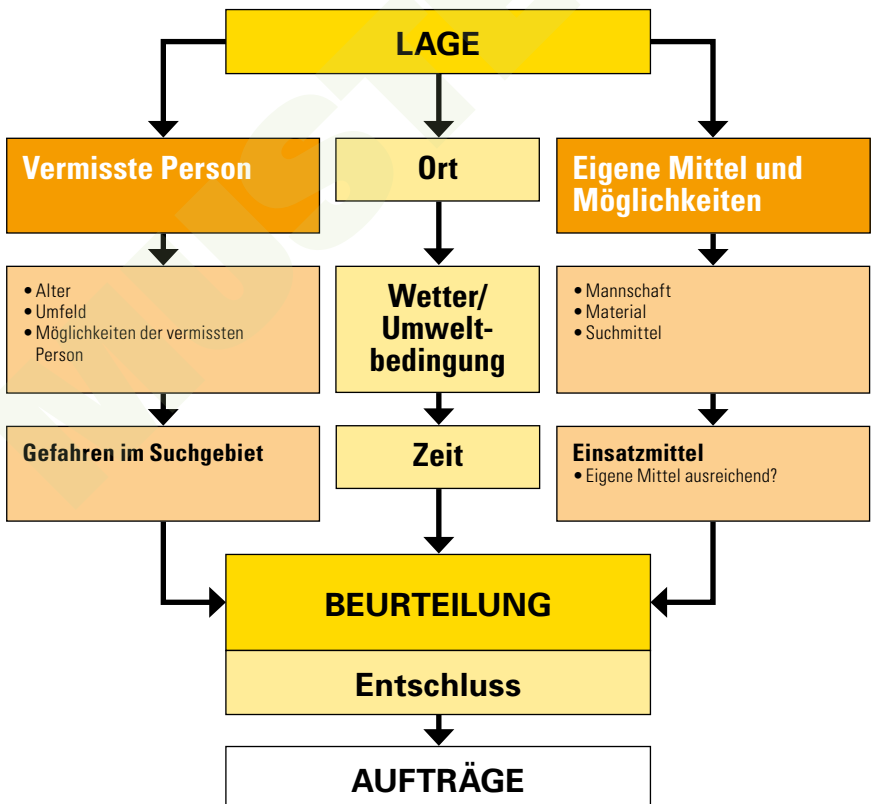 LAGE
Vermisste Person
Ort
Eigene Mittel und
Möglichkeiten
• Alter
• Umfeld
• Möglichkeiten der vermissten
Person
Wetter/
Umwelt-
bedingung
• Mannschaft
• Material
• Suchmittel
Gefahren im Suchgebiet
Zeit
Einsatzmittel
• Eigene Mittel ausreichend?
BEURTEILUNG
Entschluss
AUFTRÄGE
MUSTE